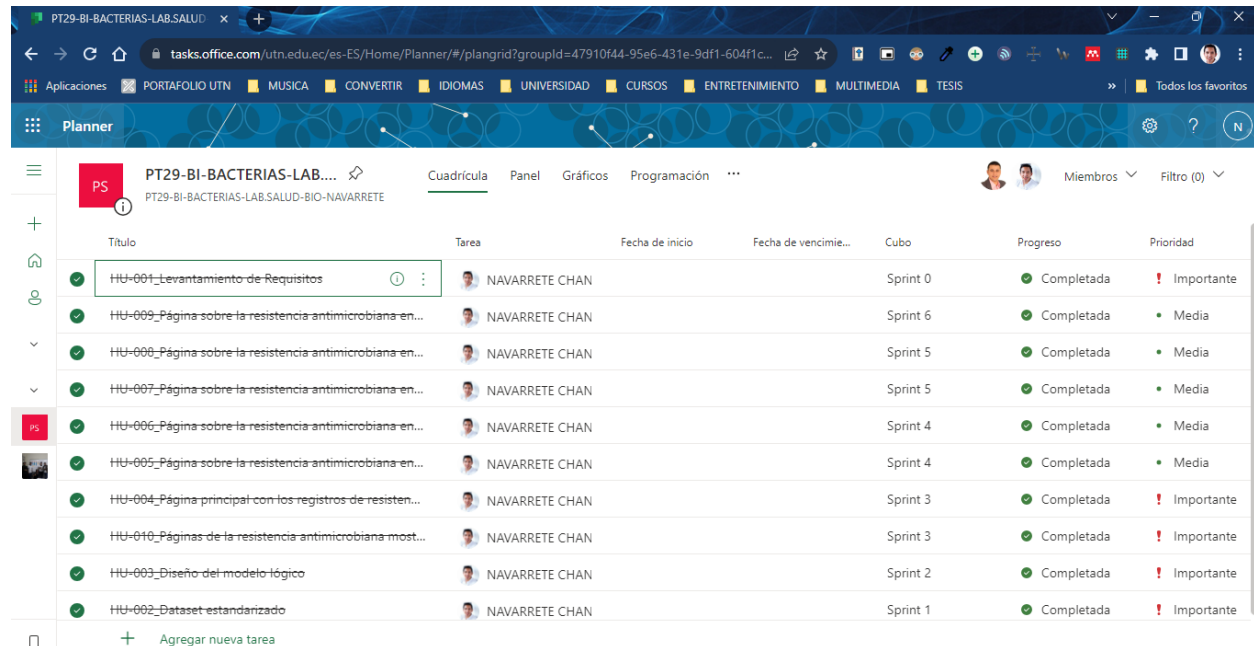 PT29-BI-BACTERIAS-LAB.SALUD
tasks.office.com/utn.edu.ec/es-ES/Home/Planner/#/plangrid?groupId=47910f44-95e6-431e-9df1-604f1c...
Aplicaciones PORTAFOLIO UTN MUSICA CONVERTIR IDIOMAS UNIVERSIDAD CURSOS ENTRETENIMIENTO MULTIMEDIA TESIS » Todos los favoritos
Planner ? N
PS PT29-BI-BACTERIAS-LAB.... Cuadrícula Panel Gráficos Programación ... Miembros Filtro (0)
PT29-BI-BACTERIAS-LAB.SALUD-BIO-NAVARRETE
Título Tarea Fecha de inicio Fecha de vencimie... Cubo Progreso Prioridad
HU-001_Levantamiento de Requisitos NAVARRETE CHAN Sprint 0 Completada Importante
HU-009_Página sobre la resistencia antimicrobiana en... NAVARRETE CHAN Sprint 6 Completada Media
HU-008_Página sobre la resistencia antimicrobiana en... NAVARRETE CHAN Sprint 5 Completada Media
HU-007_Página sobre la resistencia antimicrobiana en... NAVARRETE CHAN Sprint 5 Completada Media
PS HU-006_Página sobre la resistencia antimicrobiana en... NAVARRETE CHAN Sprint 4 Completada Media
HU-005_Página sobre la resistencia antimicrobiana en... NAVARRETE CHAN Sprint 4 Completada Media
HU-004_Página principal con los registros de resisten... NAVARRETE CHAN Sprint 3 Completada Importante
HU-010_Páginas de la resistencia antimicrobiana most... NAVARRETE CHAN Sprint 3 Completada Importante
HU-003_Diseño del modelo lógico NAVARRETE CHAN Sprint 2 Completada Importante
HU-002_Dataset estandarizado NAVARRETE CHAN Sprint 1 Completada Importante
+ Agregar nueva tarea